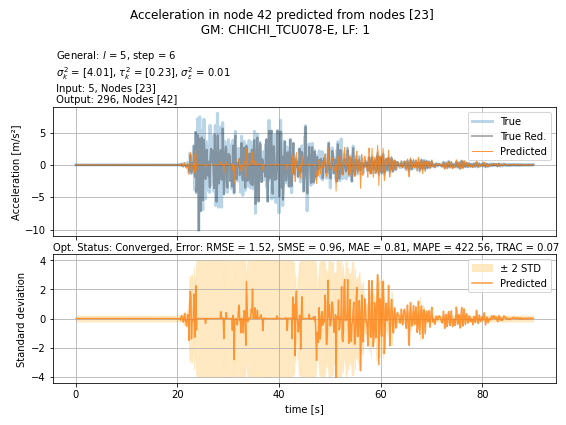 Acceleration in node 42 predicted from nodes [23]
GM: CHICHI_TCU078-E, LF: 1
General: l = 5, step = 6
σ²ₖ = [4.01], τ²ₖ = [0.23], σ²ₑ = 0.01
Input: 5, Nodes [23]
Output: 296, Nodes [42]
Acceleration [m/s²]
5
0
−5
−10
True
True Red.
Predicted
Opt. Status: Converged, Error: RMSE = 1.52, SMSE = 0.96, MAE = 0.81, MAPE = 422.56, TRAC = 0.07
Standard deviation
4
2
0
−2
−4
± 2 STD
Predicted
0 20 40 60 80
time [s]